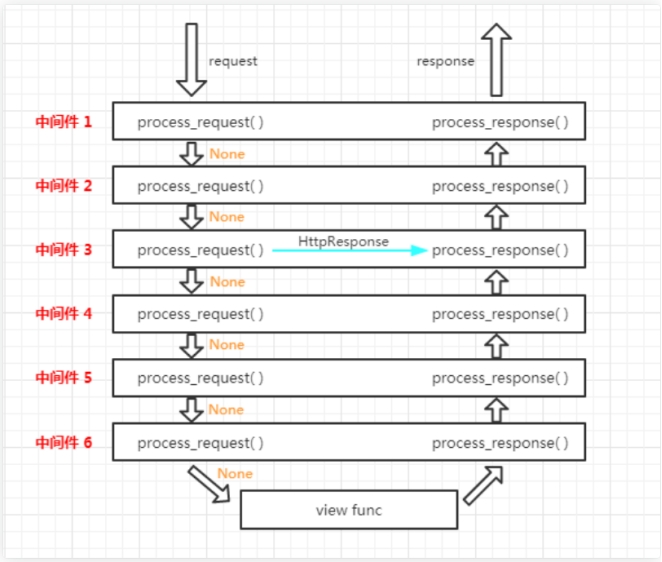 request response
中间件 1 process_request( ) process_response( )
None
中间件 2 process_request( ) process_response( )
None
中间件 3 process_request( ) HttpResponse process_response( )
None
中间件 4 process_request( ) process_response( )
None
中间件 5 process_request( ) process_response( )
None
中间件 6 process_request( ) process_response( )
None
view func